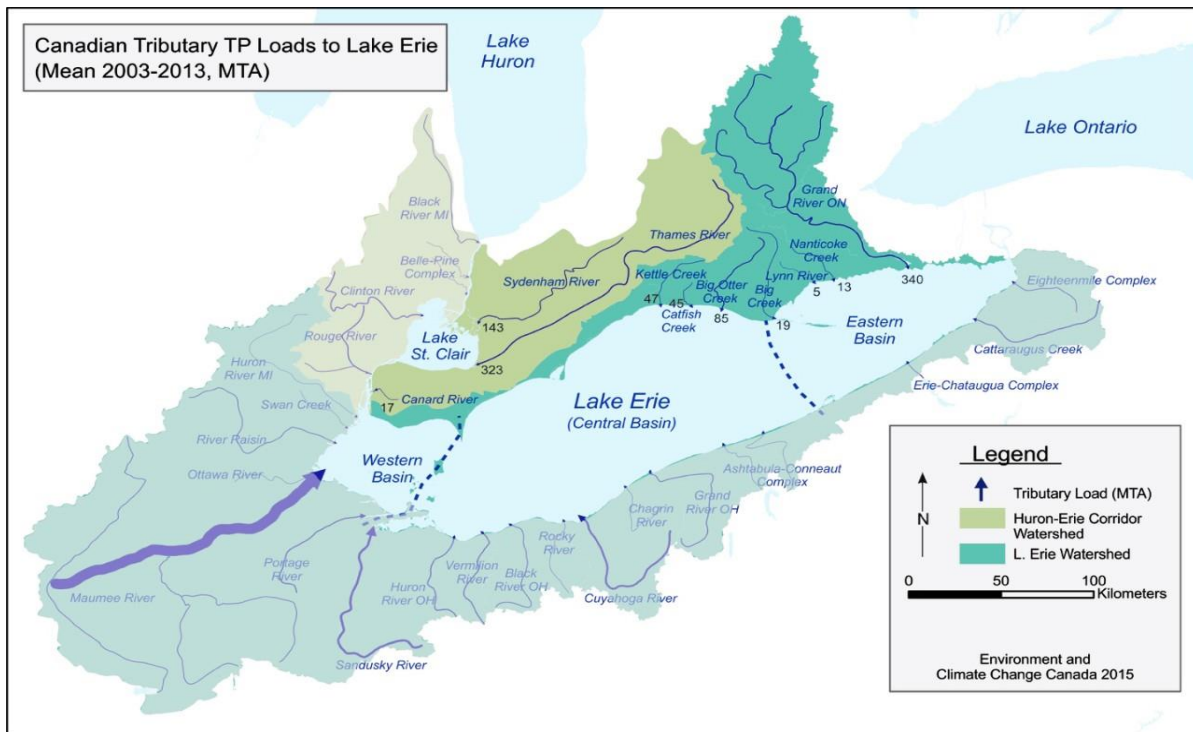 Canadian Tributary TP Loads to Lake Erie
(Mean 2003-2013, MTA)
Lake
Huron
Lake Ontario
Black
River MI
Belle-Pine
Complex
Clinton River
Rouge River
Lake
St. Clair
Huron
River MI
Swan Creek
River Raisin
Ottawa River
Maumee River
Portage
River
Sandusky River
Western
Basin
17
Canard River
Sydenham River
143
Thames River
323
Kettle Creek
47
45
Catfish
Creek
Big Otter
Creek
85
Big
Creek
19
Lynn River
5
Nanticoke
Creek
13
Grand
River ON
340
Eastern
Basin
Lake Erie
(Central Basin)
Eighteenmile Complex
Cattaraugus Creek
Erie-Chataugua Complex
Ashtabula-Conneaut
Complex
Grand
River OH
Chagrin
River
Cuyahoga River
Rocky
River
Black
River OH
Vermilion
River
Huron
River OH
Legend
N
Tributary Load (MTA)
Huron-Erie Corridor
Watershed
L. Erie Watershed
0 50 100
Kilometers
Environment and
Climate Change Canada 2015